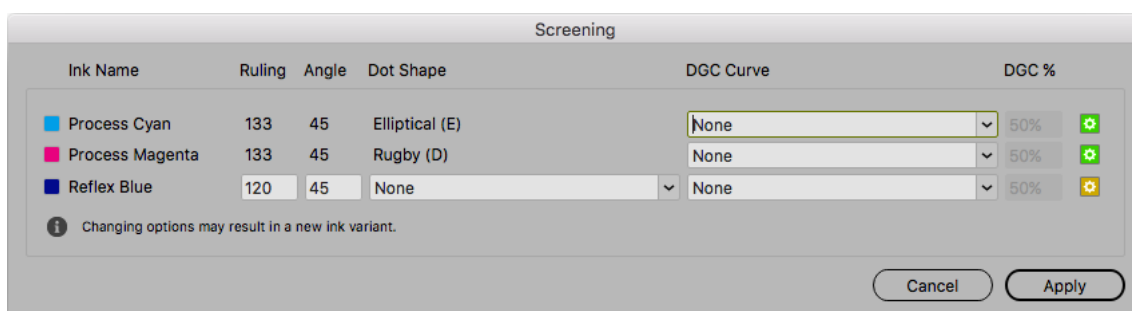 Screening
Ink Name Ruling Angle Dot Shape DGC Curve DGC %
Process Cyan 133 45 Elliptical (E) None 50%
Process Magenta 133 45 Rugby (D) None 50%
Reflex Blue 120 45 None None 50%
Changing options may result in a new ink variant.
Cancel Apply